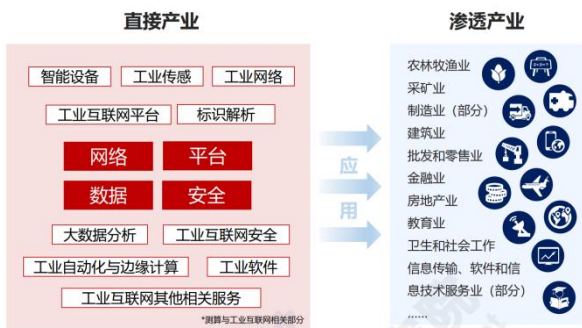 直接产业
智能设备
工业传感
工业网络
工业互联网平台
标识解析
网络
平台
数据
安全
大数据分析
工业互联网安全
工业自动化与边缘计算
工业软件
工业互联网其他相关服务
*测算与工业互联网相关部分
应
用
渗透产业
农林牧渔业
采矿业
制造业（部分）
建筑业
批发和零售业
金融业
房地产业
教育业
卫生和社会工作
信息传输、软件和信
息技术服务业（部分）
......